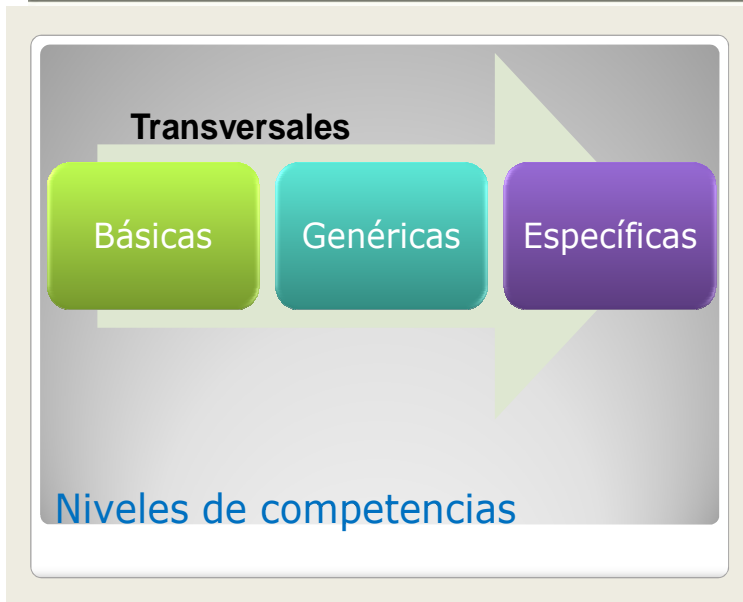 Transversales
Básicas
Genéricas
Específicas
Niveles de competencias